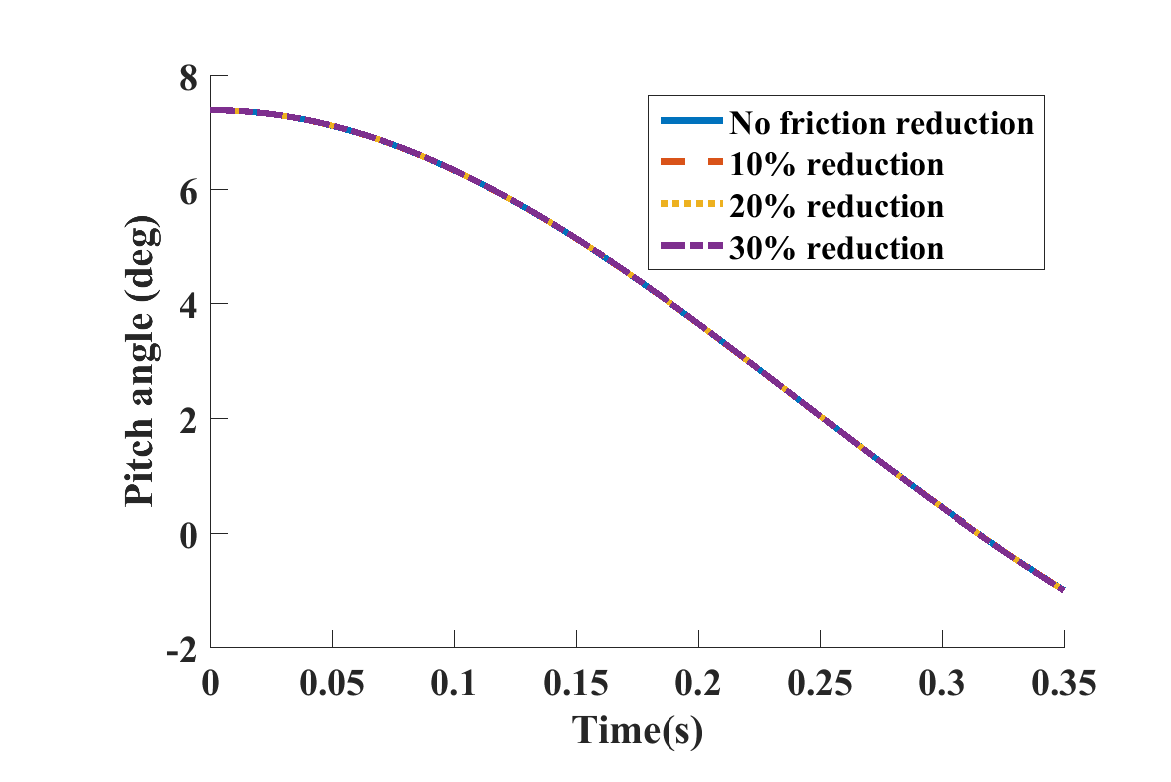 8
6
4
2
0
-2
Pitch angle (deg)
No friction reduction
10% reduction
20% reduction
30% reduction
0 0.05 0.1 0.15 0.2 0.25 0.3 0.35
Time(s)